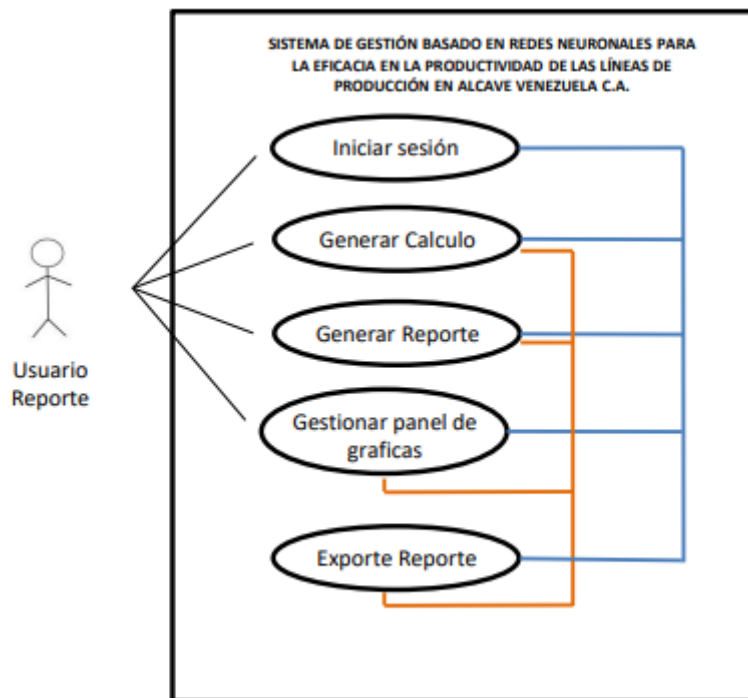 SISTEMA DE GESTIÓN BASADO EN REDES NEURONALES PARA
LA EFICACIA EN LA PRODUCTIVIDAD DE LAS LÍNEAS DE
PRODUCCIÓN EN ALCAVE VENEZUELA C.A.
Iniciar sesión
Generar Calculo
Generar Reporte
Usuario
Reporte
Gestionar panel de
graficas
Exporte Reporte